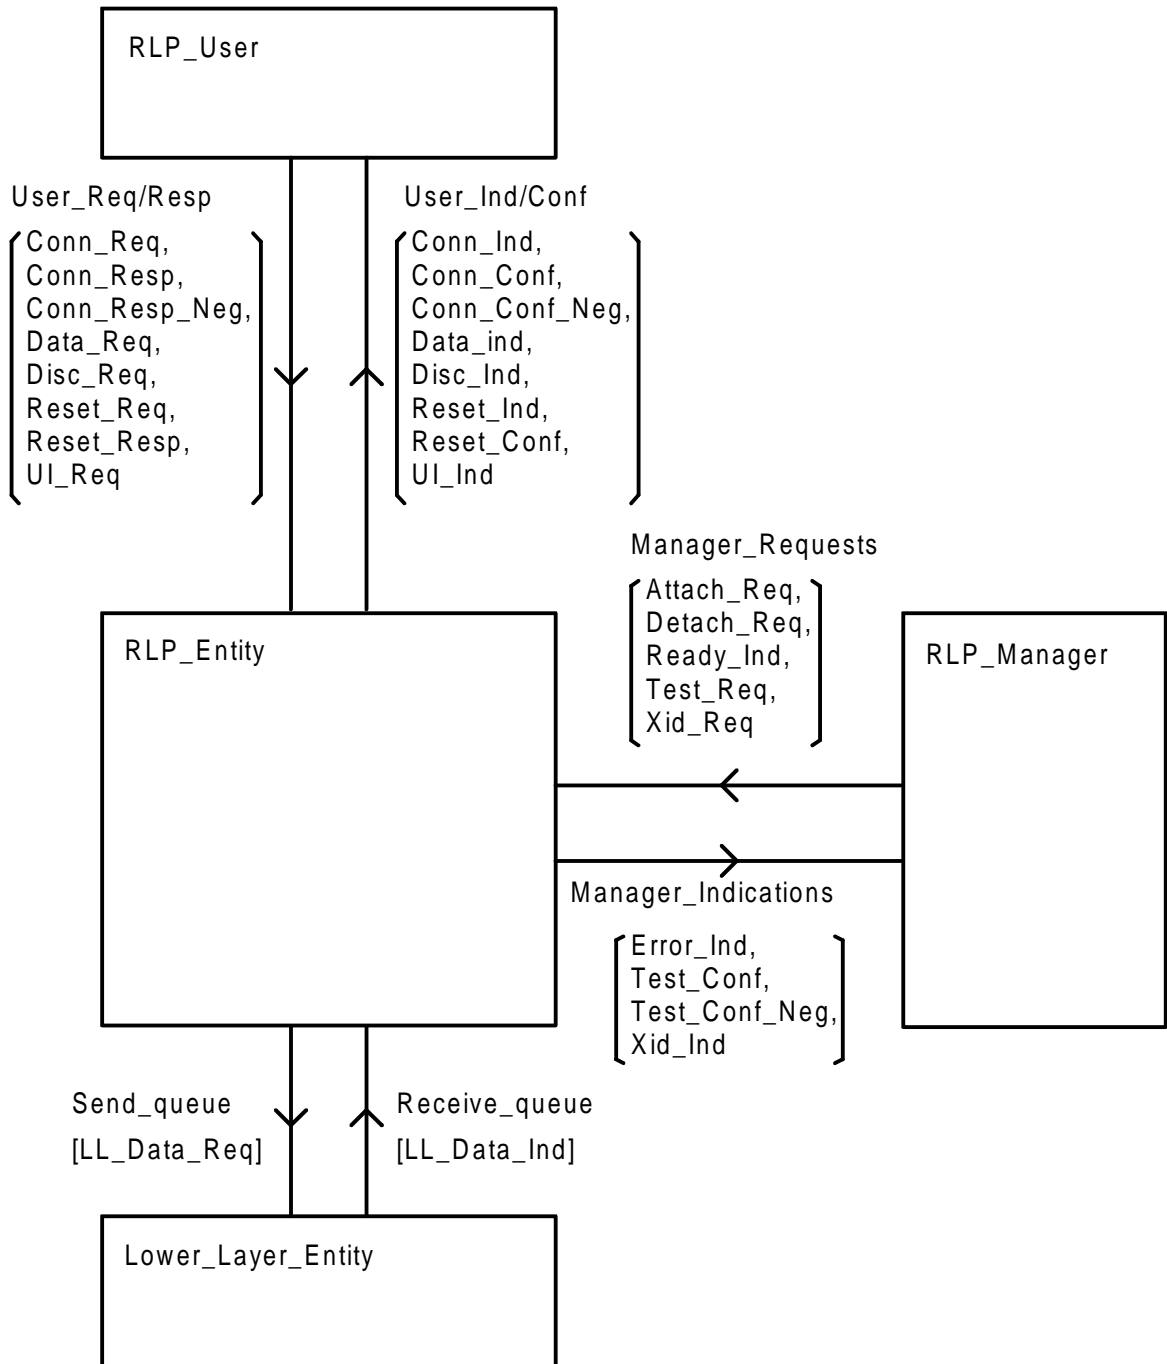 RLP_User
User_Req/Resp
Conn_Req,
Conn_Resp,
Conn_Resp_Neg,
Data_Req,
Disc_Req,
Reset_Req,
Reset_Resp,
UI_Req
User_Ind/Conf
Conn_Ind,
Conn_Conf,
Conn_Conf_Neg,
Data_ind,
Disc_Ind,
Reset_Ind,
Reset_Conf,
UI_Ind
Manager_Requests
Attach_Req,
Detach_Req,
Ready_Ind,
Test_Req,
Xid_Req
RLP_Entity
RLP_Manager
Manager_Indications
Error_Ind,
Test_Conf,
Test_Conf_Neg,
Xid_Ind
Send_queue
[LL_Data_Req]
Receive_queue
[LL_Data_Ind]
Lower_Layer_Entity